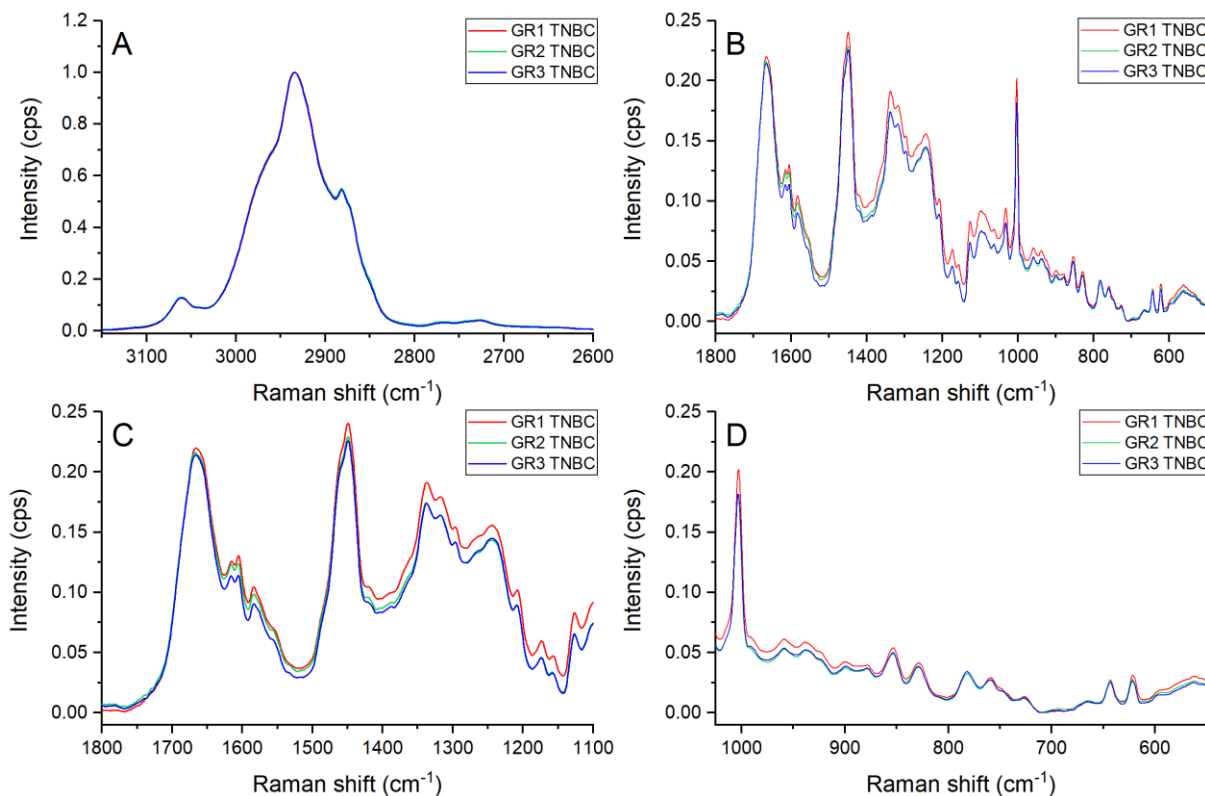 A
GR1 TNBC
GR2 TNBC
GR3 TNBC
Intensity (cps)
1.2
1.0
0.8
0.6
0.4
0.2
0.0
3100 3000 2900 2800 2700 2600
Raman shift (cm⁻¹)
B
GR1 TNBC
GR2 TNBC
GR3 TNBC
Intensity (cps)
0.25
0.20
0.15
0.10
0.05
0.00
1800 1600 1400 1200 1000 800 600
Raman shift (cm⁻¹)
C
GR1 TNBC
GR2 TNBC
GR3 TNBC
Intensity (cps)
0.25
0.20
0.15
0.10
0.05
0.00
1800 1700 1600 1500 1400 1300 1200 1100
Raman shift (cm⁻¹)
D
GR1 TNBC
GR2 TNBC
GR3 TNBC
Intensity (cps)
0.25
0.20
0.15
0.10
0.05
0.00
1000 900 800 700 600
Raman shift (cm⁻¹)